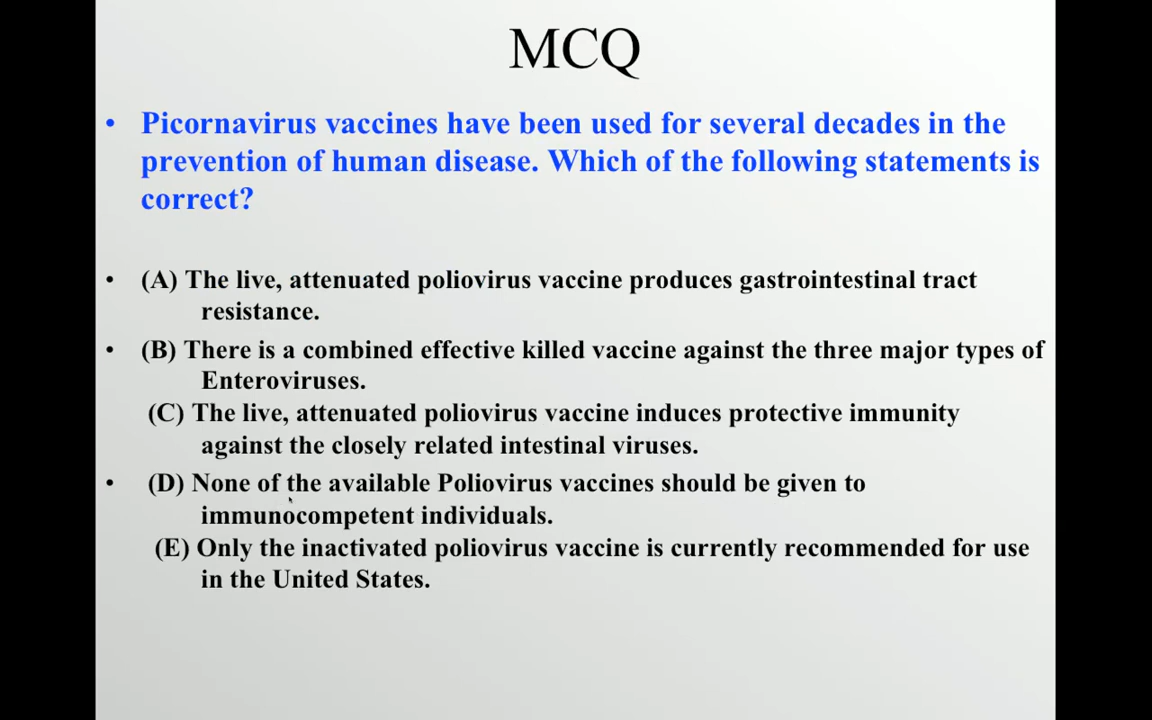 MCQ
• Picornavirus vaccines have been used for several decades in the
prevention of human disease. Which of the following statements is
correct?
• (A) The live, attenuated poliovirus vaccine produces gastrointestinal tract
resistance.
• (B) There is a combined effective killed vaccine against the three major types of
Enteroviruses.
(C) The live, attenuated poliovirus vaccine induces protective immunity
against the closely related intestinal viruses.
• (D) None of the available Poliovirus vaccines should be given to
immunocompetent individuals.
(E) Only the inactivated poliovirus vaccine is currently recommended for use
in the United States.